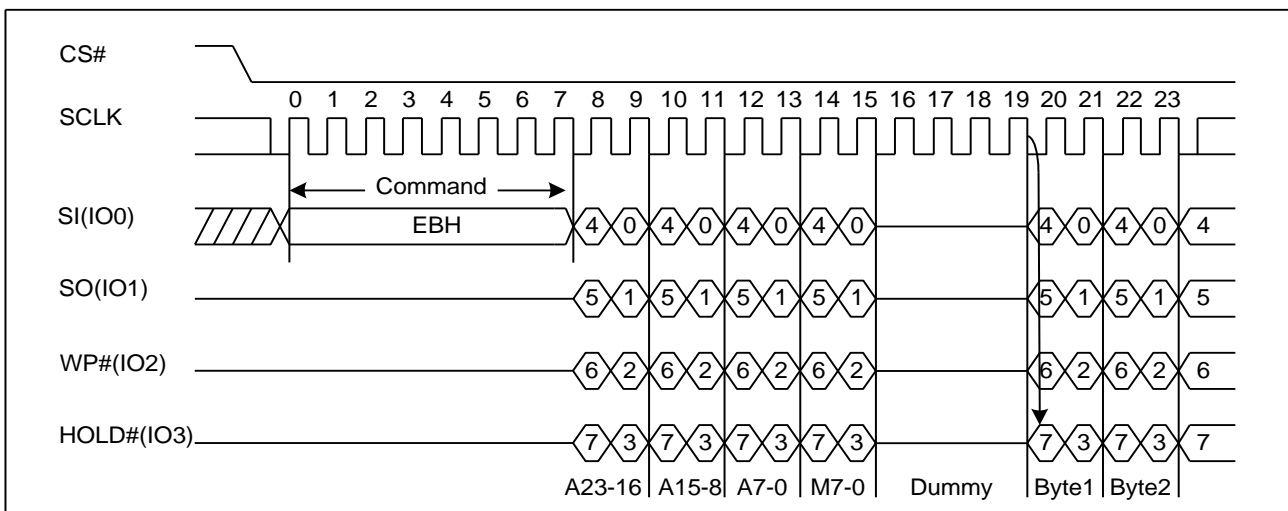 CS#
0 1 2 3 4 5 6 7 8 9 10 11 12 13 14 15 16 17 18 19 20 21 22 23
SCLK
Command
SI(IO0) EBH 4 0 4 0 4 0 4 0 4 0 4 0 4
SO(IO1) 5 1 5 1 5 1 5 1 5 1 5 1 5
WP#(IO2) 6 2 6 2 6 2 6 2 6 2 6 2 6
HOLD#(IO3) 7 3 7 3 7 3 7 3 7 3 7 3 7
A23-16 A15-8 A7-0 M7-0 Dummy Byte1 Byte2